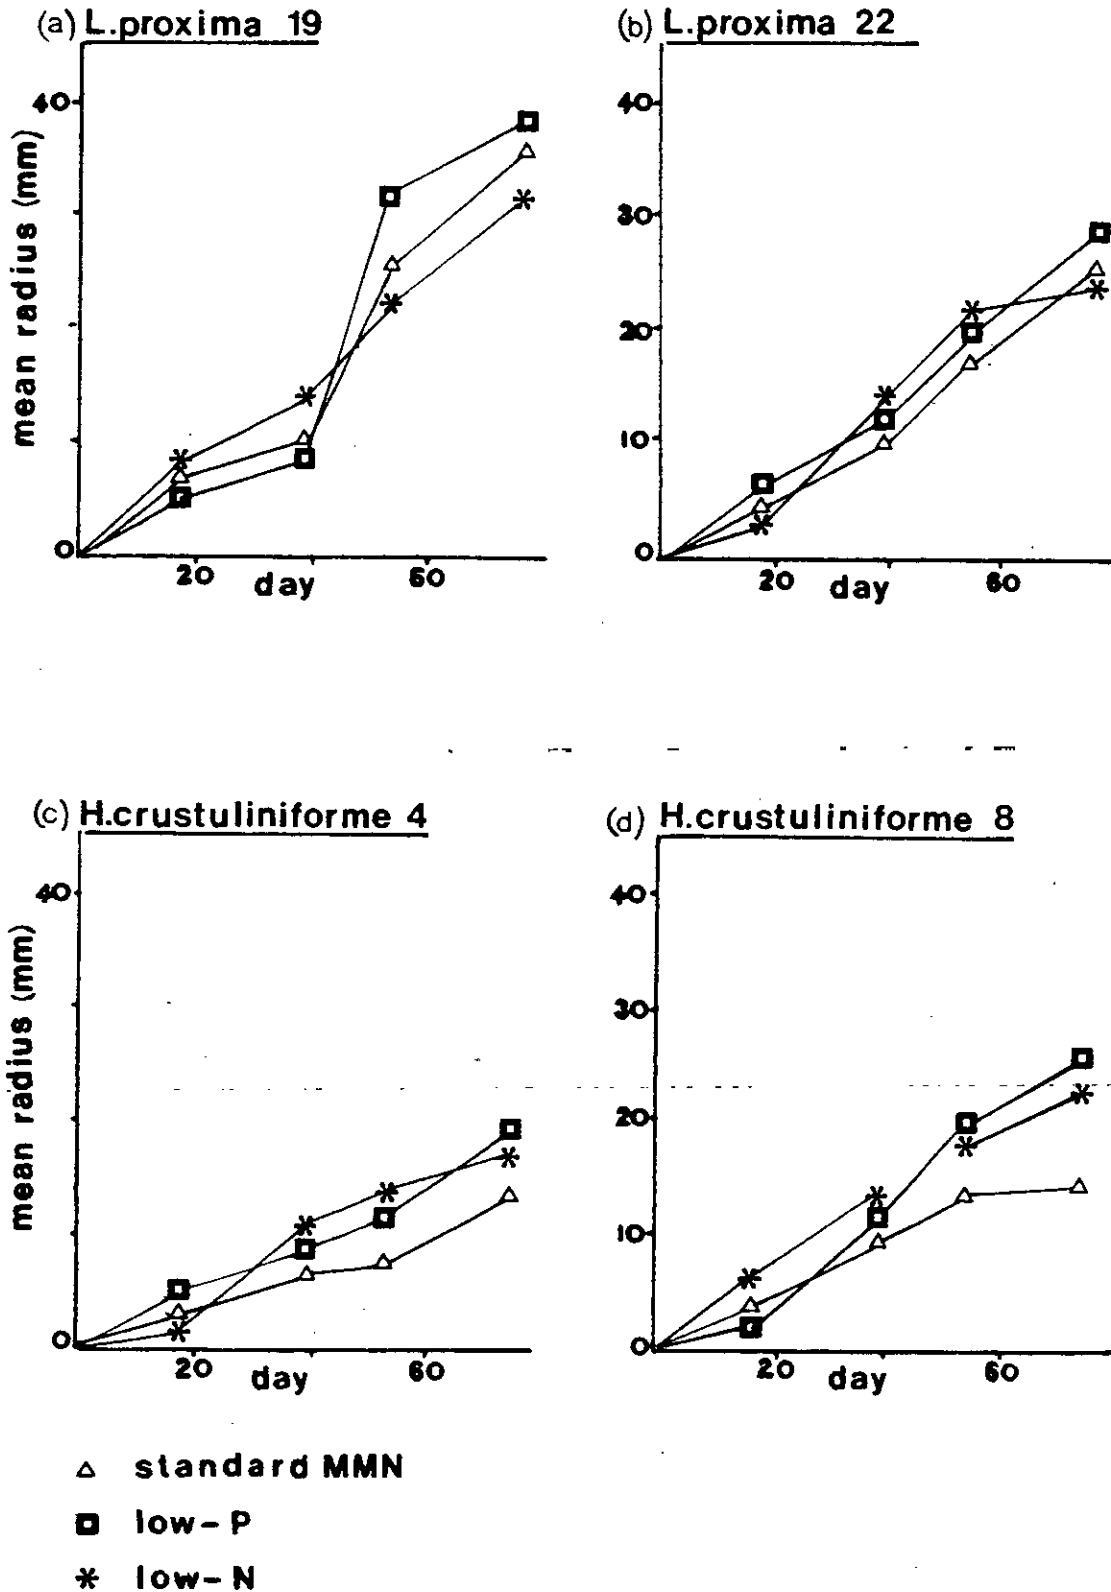 (a) L.proxima 19
40
mean radius (mm)
0
20
60
day
(b) L.proxima 22
40
30
20
10
0
20
60
day
(c) H.crustuliniforme 4
40
mean radius (mm)
0
20
60
day
(d) H.crustuliniforme 8
40
30
20
10
0
20
60
day
standard MMN
low-P
low-N